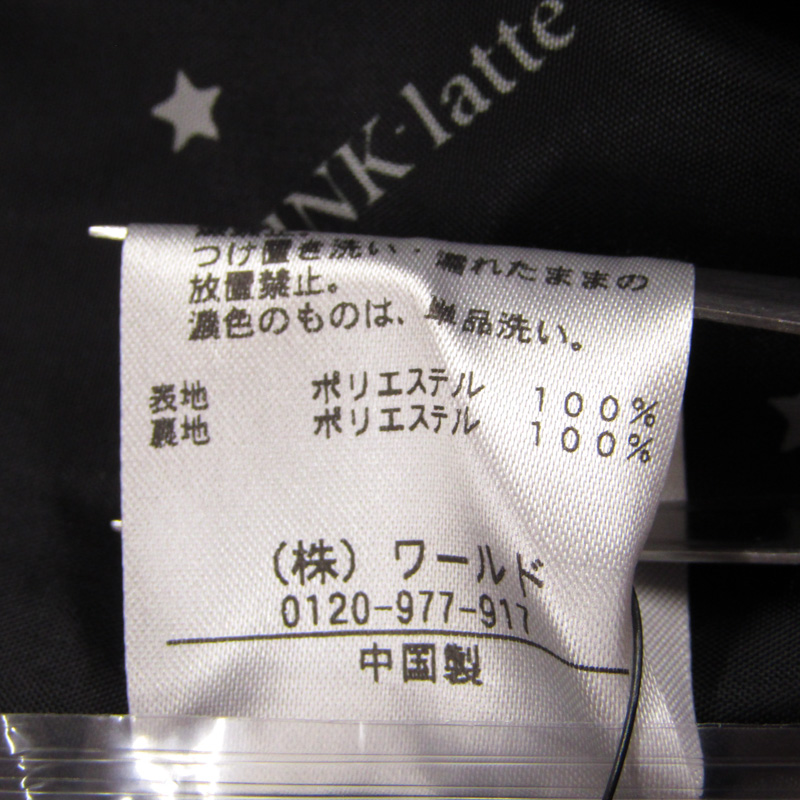 INK·latte
つけ置き洗い・濡れたままの
放置禁止。
濃色のものは、単品洗い。
表地 ポリエステル 100%
裏地 ポリエステル 100%
（株）ワールド
0120-977-917
中国製